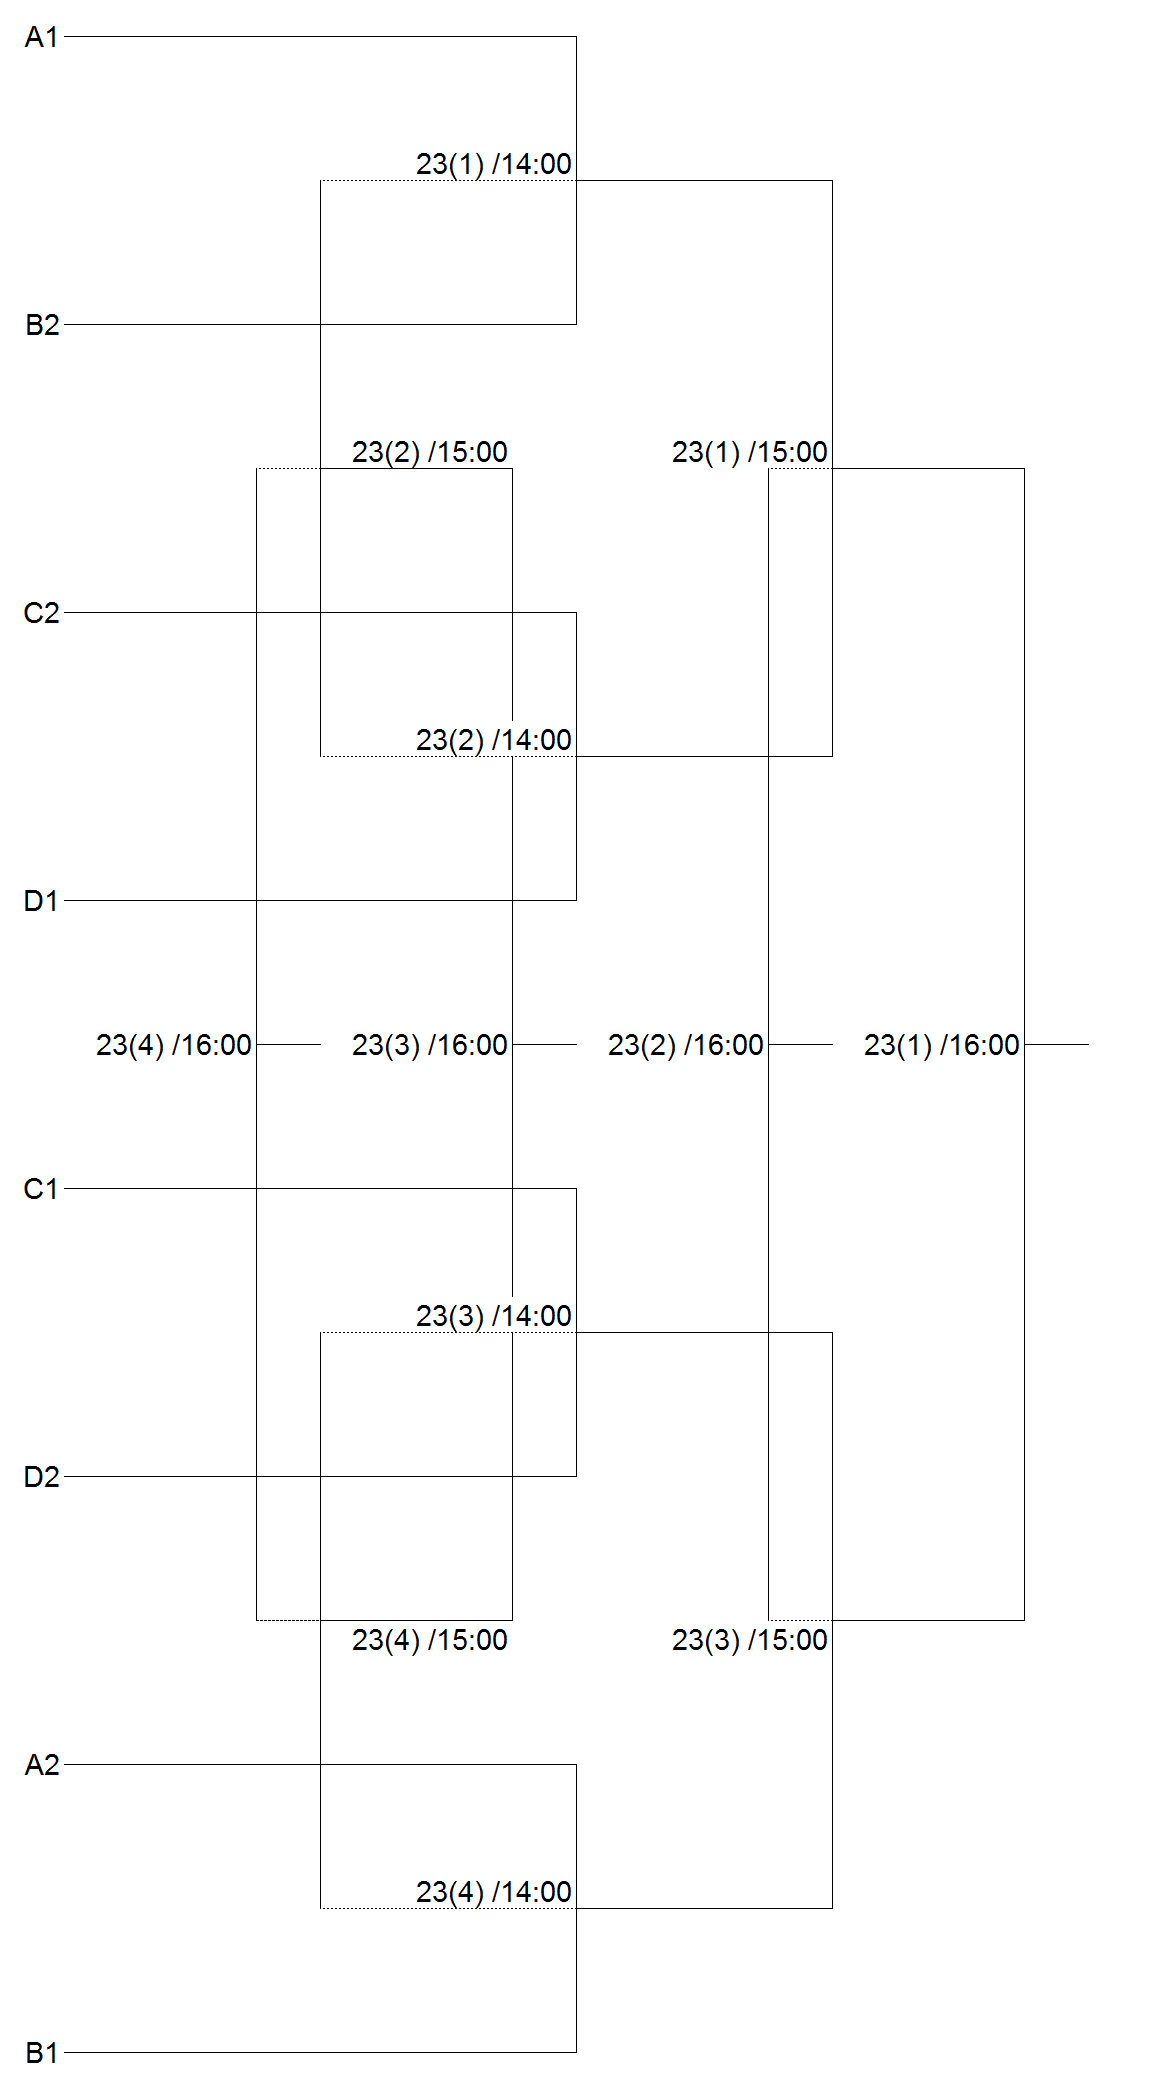 A1
23(1) /14:00
B2
23(2) /15:00
23(1) /15:00
C2
23(2) /14:00
D1
23(4) /16:00
23(3) /16:00
23(2) /16:00
23(1) /16:00
C1
23(3) /14:00
D2
23(4) /15:00
23(3) /15:00
A2
23(4) /14:00
B1